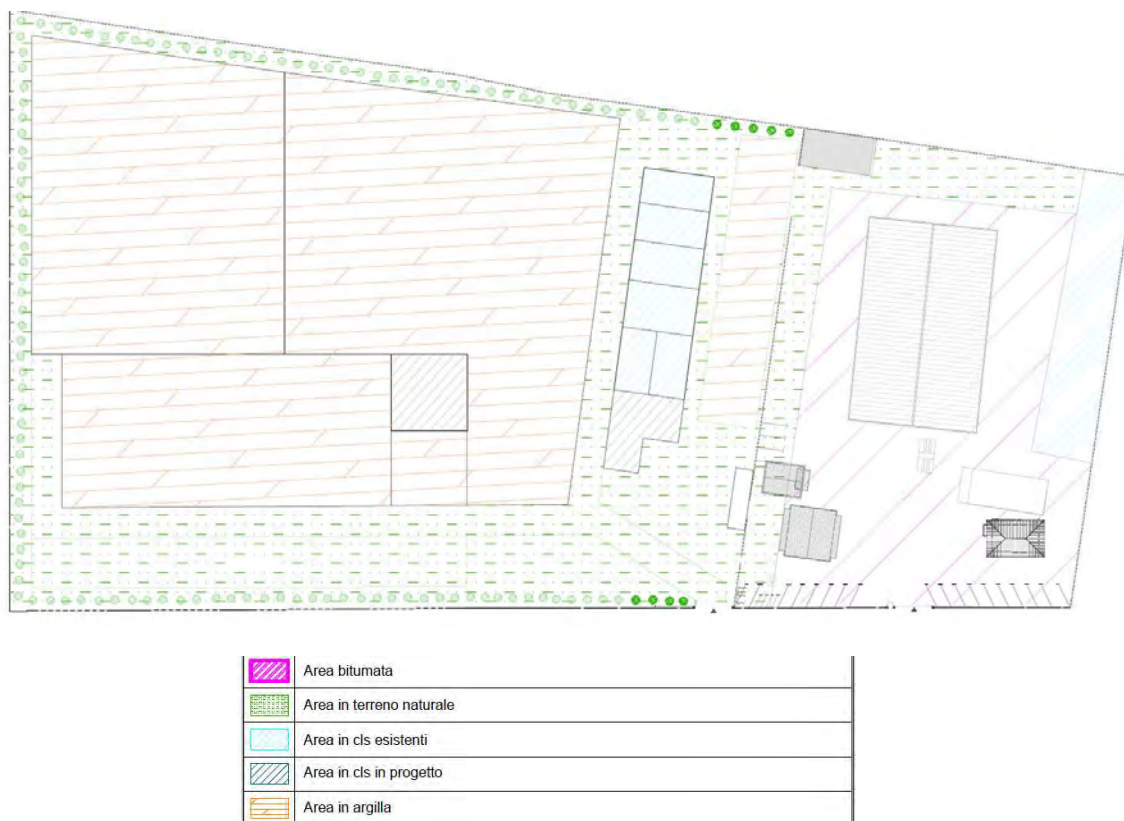 Area bitumata
Area in terreno naturale
Area in cls esistenti
Area in cls in progetto
Area in argilla